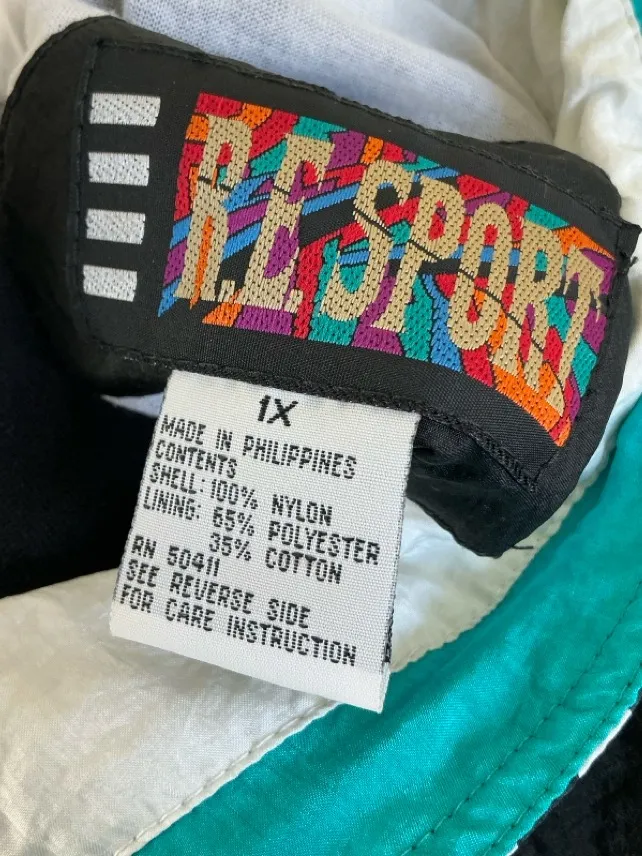 R.E. SPORT
1X
MADE IN PHILIPPINES
CONTENTS
SHELL: 100% NYLON
LINING: 65% POLYESTER
35% COTTON
RN 50411
SEE REVERSE SIDE
FOR CARE INSTRUCTION